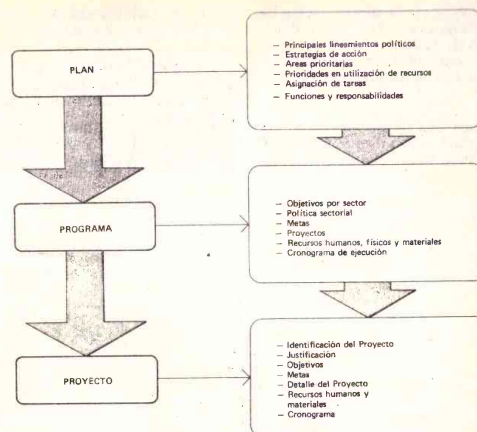 PLAN
— Principales lineamientos políticos
— Estrategias de acción
— Areas prioritarias
— Prioridades en utilización de recursos
— Asignación de tareas
— Funciones y responsabilidades
PROGRAMA
— Objetivos por sector
— Política sectorial
— Metas
— Proyectos
— Recursos humanos, físicos y materiales
— Cronograma de ejecución
PROYECTO
— Identificación del Proyecto
— Justificación
— Objetivos
— Metas
— Detalle del Proyecto
— Recursos humanos y
materiales
— Cronograma